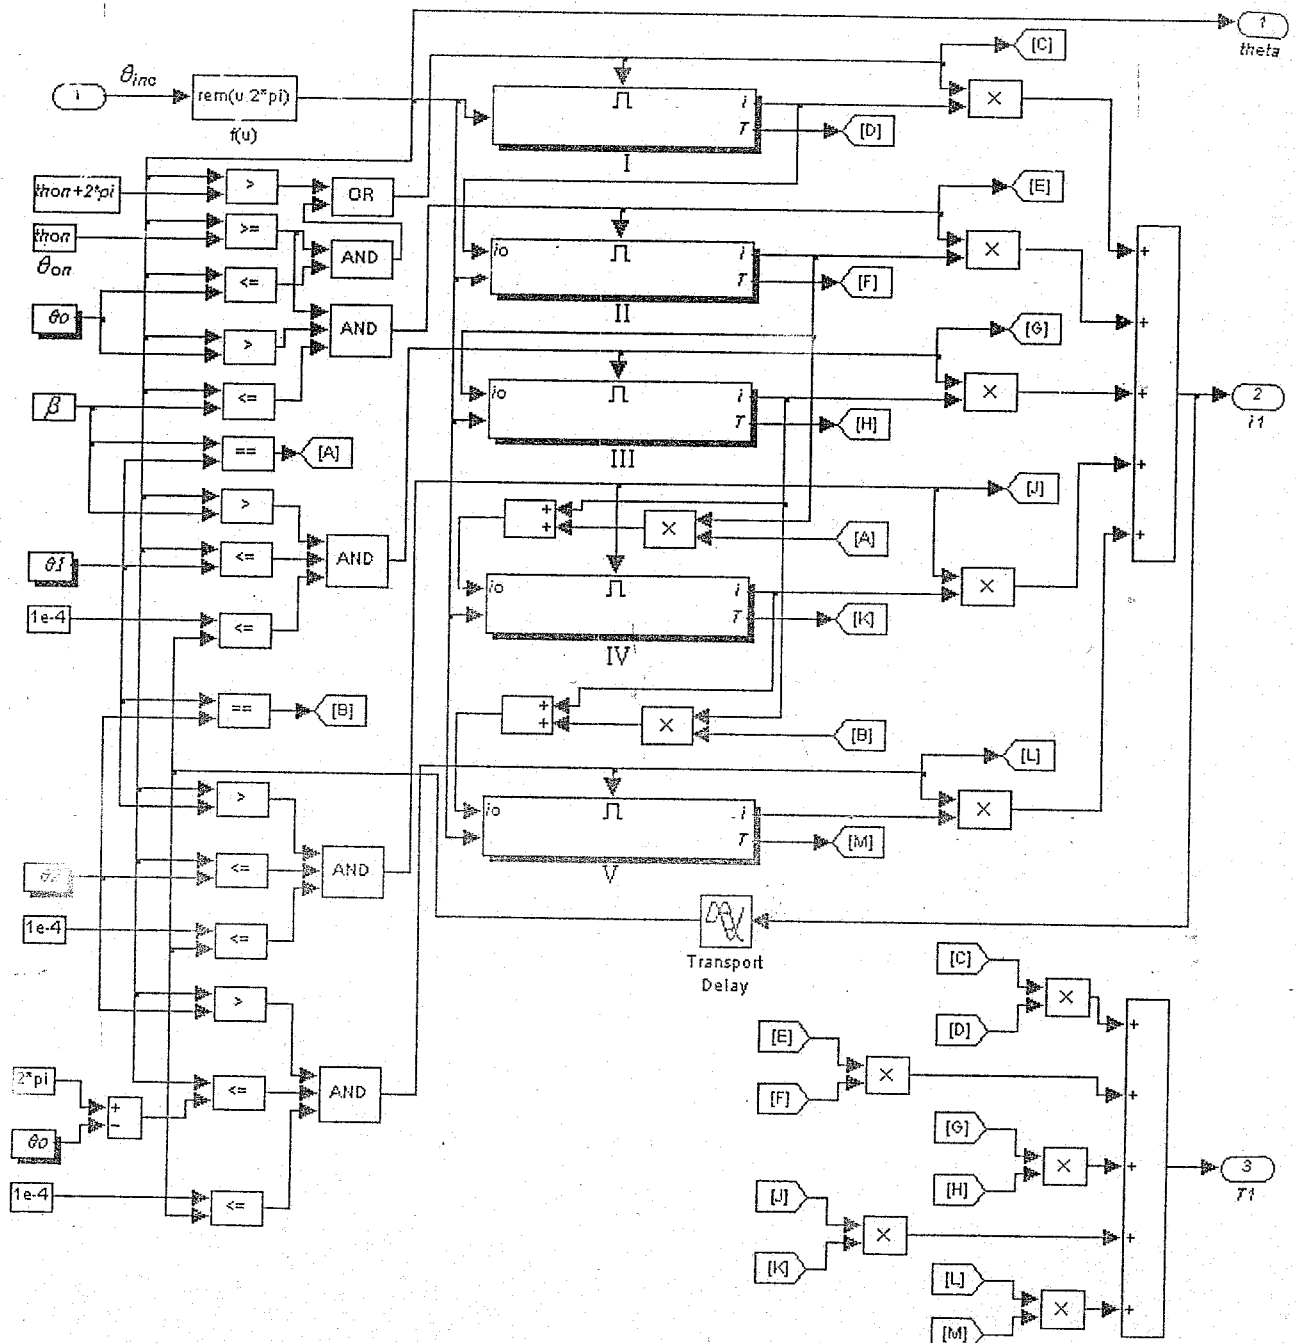 1
theta
[C]
θinc
1
rem(u,2*pi)
f(u)
×
i
T
[D]
I
thon+2*pi
>
OR
[E]
thon
>=
AND
θon
<=
io
i
T
×
[F]
II
+
θo
>
AND
+
[G]
β
<=
io
i
T
×
[H]
III
+
2
i1
==
[A]
>
+
[J]
+
+
×
[A]
+
θ1
<=
AND
io
i
T
×
[K]
IV
1e-4
<=
==
[B]
+
+
×
[B]
[L]
>
io
i
T
×
[M]
V
<=
AND
1e-4
<=
Transport
Delay
[C]
×
[D]
+
>
[E]
×
[F]
+
2*pi
+
−
<=
AND
θo
[G]
×
[H]
+
3
T1
1e-4
<=
[J]
×
[K]
+
[L]
×
[M]
+